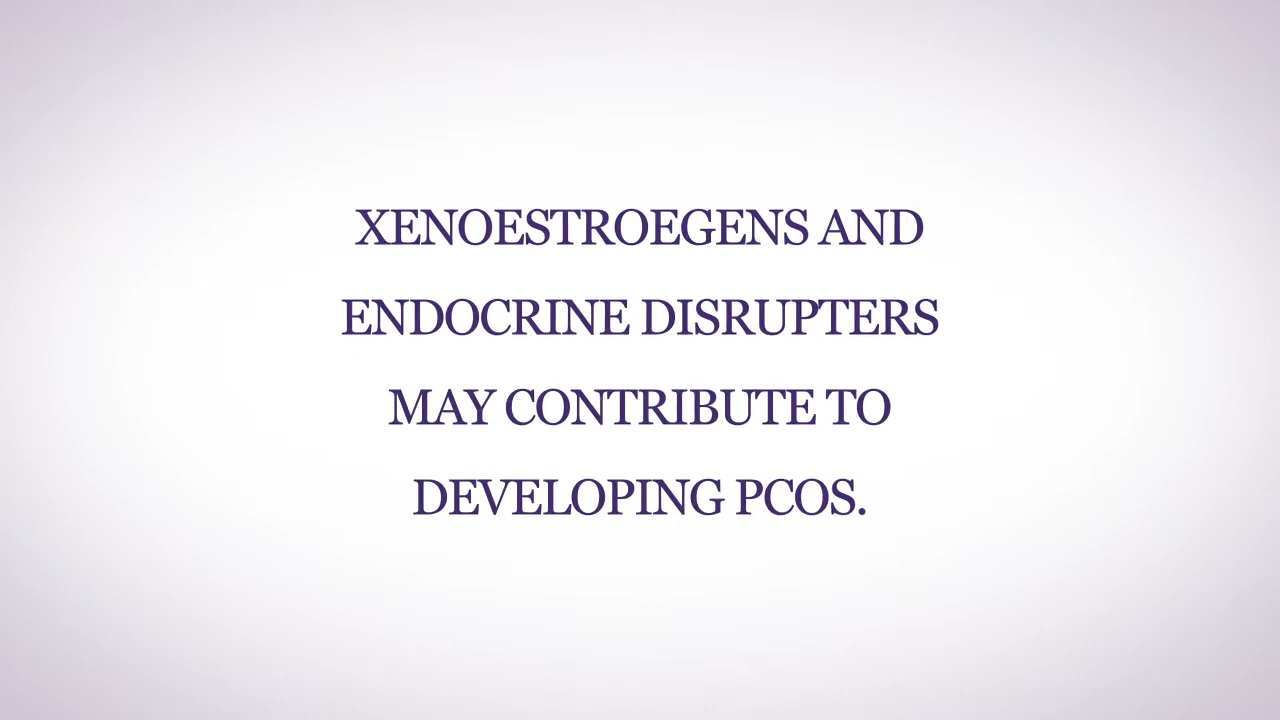 XENOESTROEGENS AND
ENDOCRINE DISRUPTERS
MAY CONTRIBUTE TO
DEVELOPING PCOS.